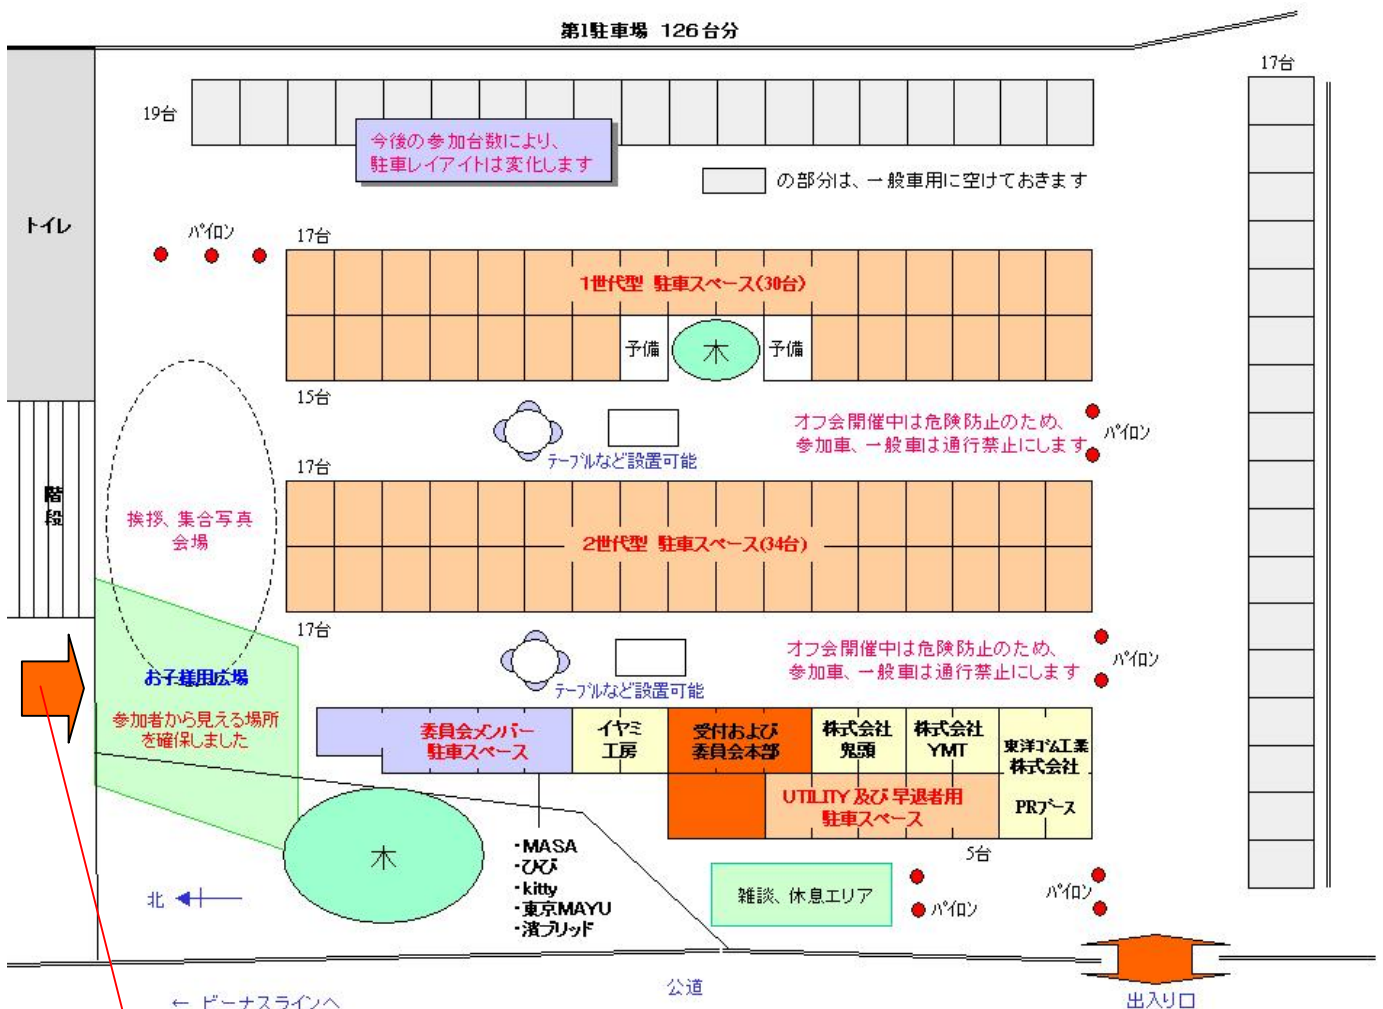 第1駐車場 126台分
17台
19台
今後の参加台数により、
駐車レイアイトは変化します
の部分は、一般車用に空けておきます
トイレ
パイロン
17台
1世代型 駐車スペース(30台)
予備
木
予備
15台
オフ会開催中は危険防止のため、
参加車、一般車は通行禁止にします
パイロン
テーブルなど設置可能
17台
階段
挨拶、集合写真
会場
2世代型 駐車スペース(34台)
17台
オフ会開催中は危険防止のため、
参加車、一般車は通行禁止にします
パイロン
テーブルなど設置可能
お子様用広場
参加者から見える場所
を確保しました
委員会メンバー
駐車スペース
イヤミ
工房
受付および
委員会本部
株式会社
鬼頭
株式会社
YMT
東洋ゴム工業
株式会社
PRブース
UTILITY 及び 早退者用
駐車スペース
5台
木
・MASA
・ひび
・kitty
・東京MAYU
・濱ブリッド
雑談、休息エリア
パイロン
パイロン
北
公道
← ビーナスラインへ
出入り口